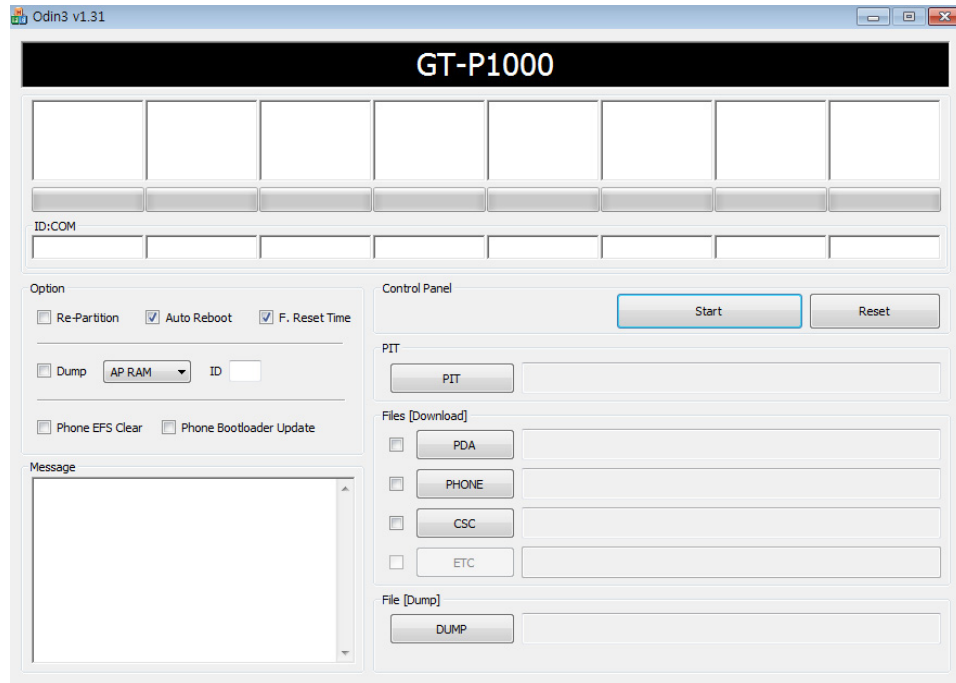 Odin3 v1.31
GT-P1000
ID:COM
Option
Re-Partition Auto Reboot F. Reset Time
Dump AP RAM ID
Phone EFS Clear Phone Bootloader Update
Message
Control Panel
Start Reset
PIT
PIT
Files [Download]
PDA
PHONE
CSC
ETC
File [Dump]
DUMP